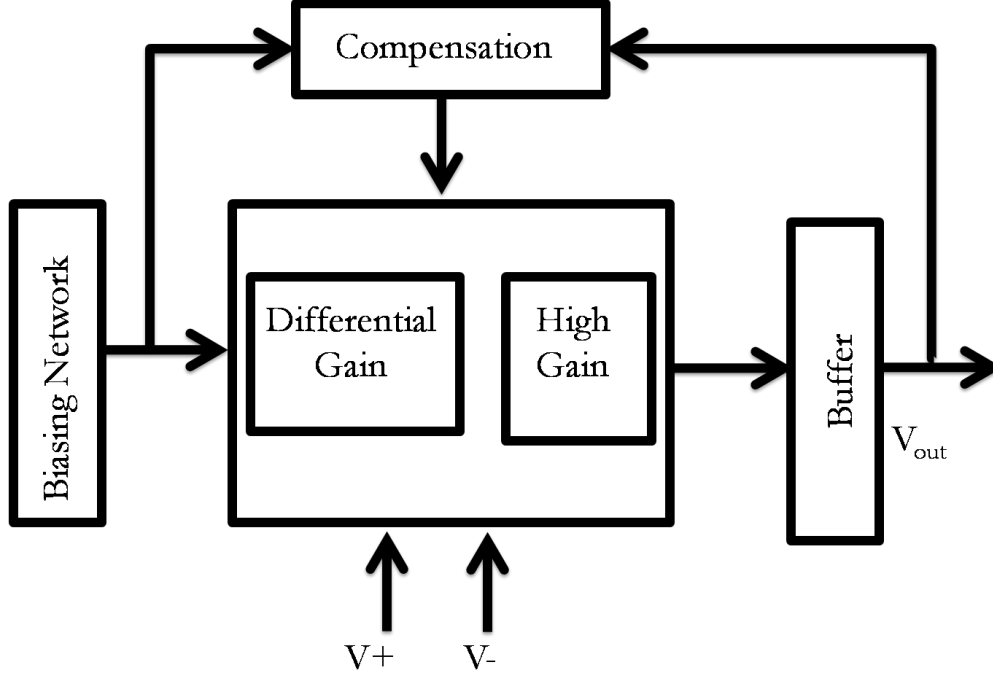 Compensation
Biasing Network
Differential
Gain
High
Gain
Buffer
Vout
V+
V-